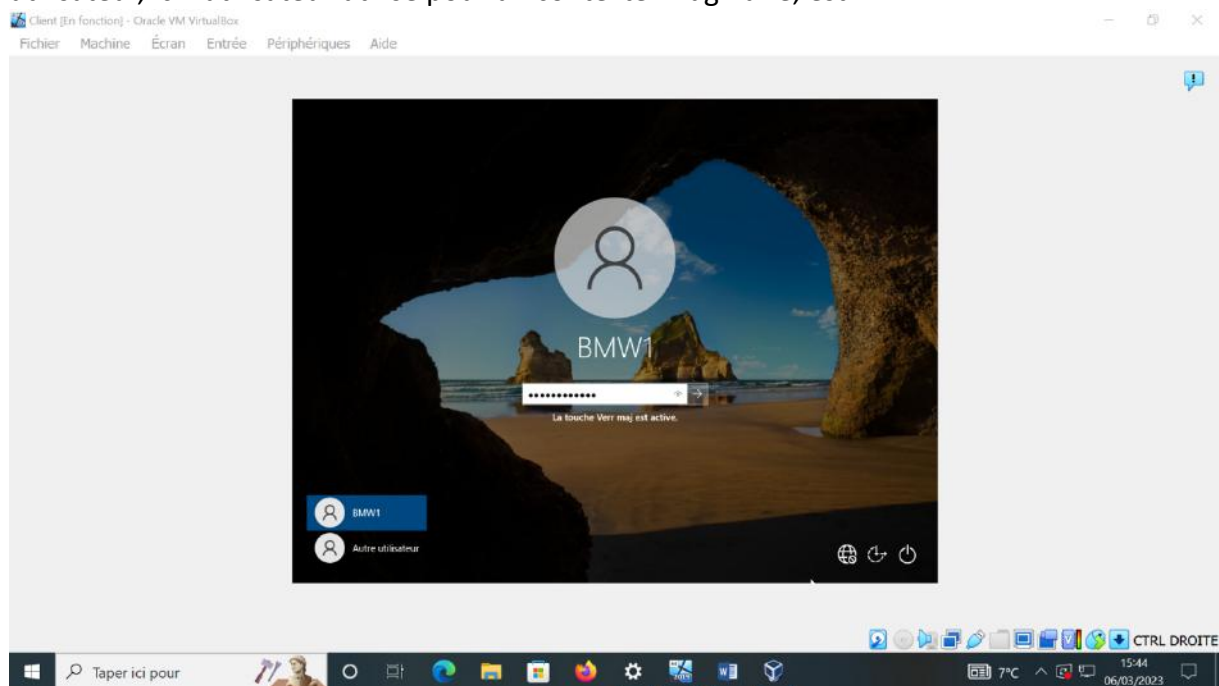 Client [En fonction] - Oracle VM VirtualBox
Fichier Machine Écran Entrée Périphériques Aide
BMW1
La touche Verr maj est active.
BMW1
Autre utilisateur
CTRL DROITE
Taper ici pour
7°C
15:44
06/03/2023